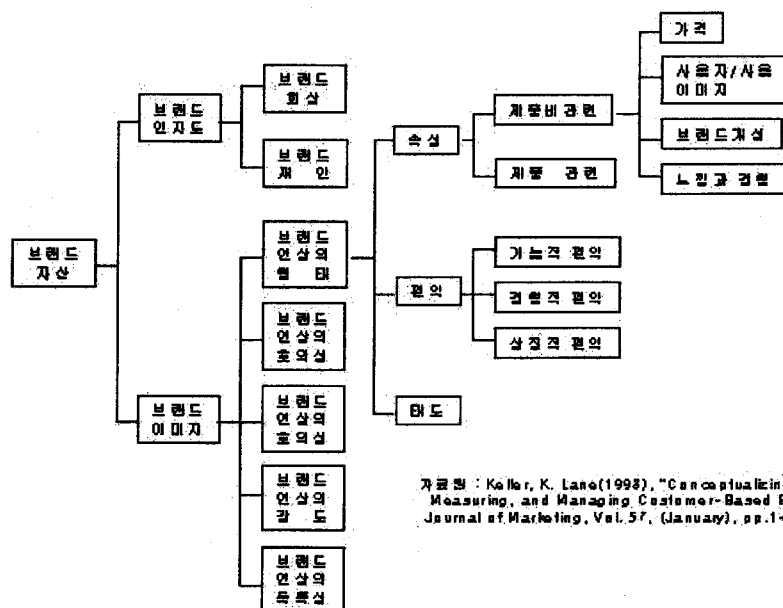 가격
사용자/사용
이미지
브랜드개성
느낌과 경험
제품비관련
제품 관련
속성
브랜드
회상
브랜드
인지도
브랜드
재인
브랜드
자산
브랜드
연상의
형 태
기능적 편익
편익
경험적편익
상징적편익
브랜드
연상의
호의성
태도
브랜드
이미지
브랜드
연상의
호의성
브랜드
연상의
강 도
브랜드
연상의
독특성
자료원 : Keller, K. Lane(1993), "Conceptualizin
Measuring, and Managing Customer-Based
Journal of Marketing, Vol. 57, (January), pp.1-